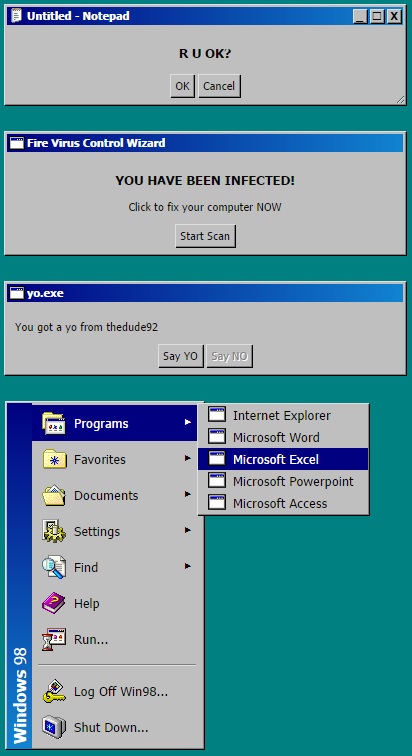 Untitled - Notepad
R U OK?
OK Cancel
Fire Virus Control Wizard
YOU HAVE BEEN INFECTED!
Click to fix your computer NOW
Start Scan
yo.exe
You got a yo from thedude92
Say YO Say NO
Programs
Favorites
Documents
Settings
Find
Help
Run...
Log Off Win98...
Shut Down...
Windows 98
Internet Explorer
Microsoft Word
Microsoft Excel
Microsoft Powerpoint
Microsoft Access